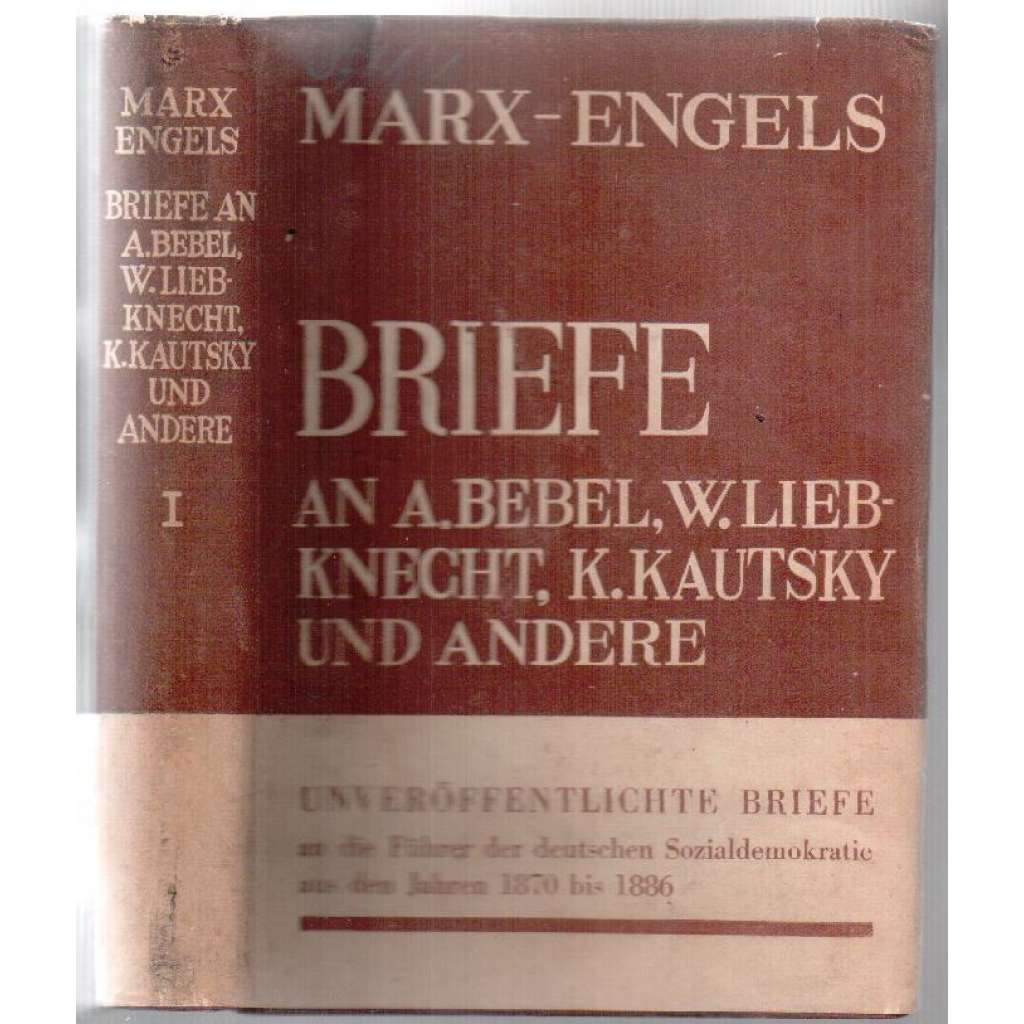 MARX
ENGELS
BRIEFE AN
A.BEBEL,
W.LIEB-
KNECHT,
K.KAUTSKY
UND
ANDERE
I
MARX-ENGELS
BRIEFE
AN A.BEBEL, W.LIEB-
KNECHT, K.KAUTSKY
UND ANDERE
UNVERÖFFENTLICHTE BRIEFE
an die Führer der deutschen Sozialdemokratie
aus den Jahren 1870 bis 1886